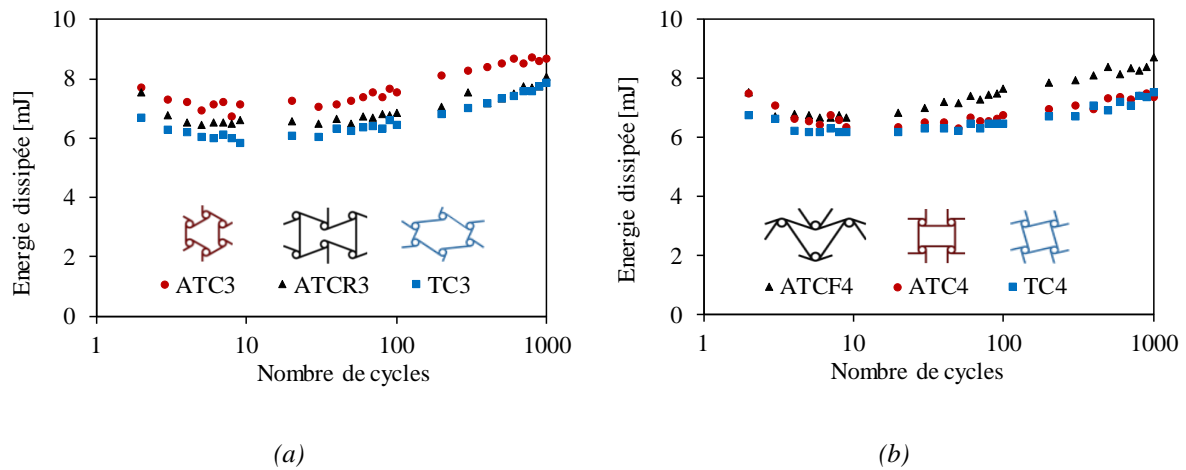 Energie dissipée [mJ]
10
8
6
4
2
0
ATC3 ATCR3 TC3
1 10 100 1000
Nombre de cycles
(a)
Energie dissipée [mJ]
10
8
6
4
2
0
ATCF4 ATC4 TC4
1 10 100 1000
Nombre de cycles
(b)